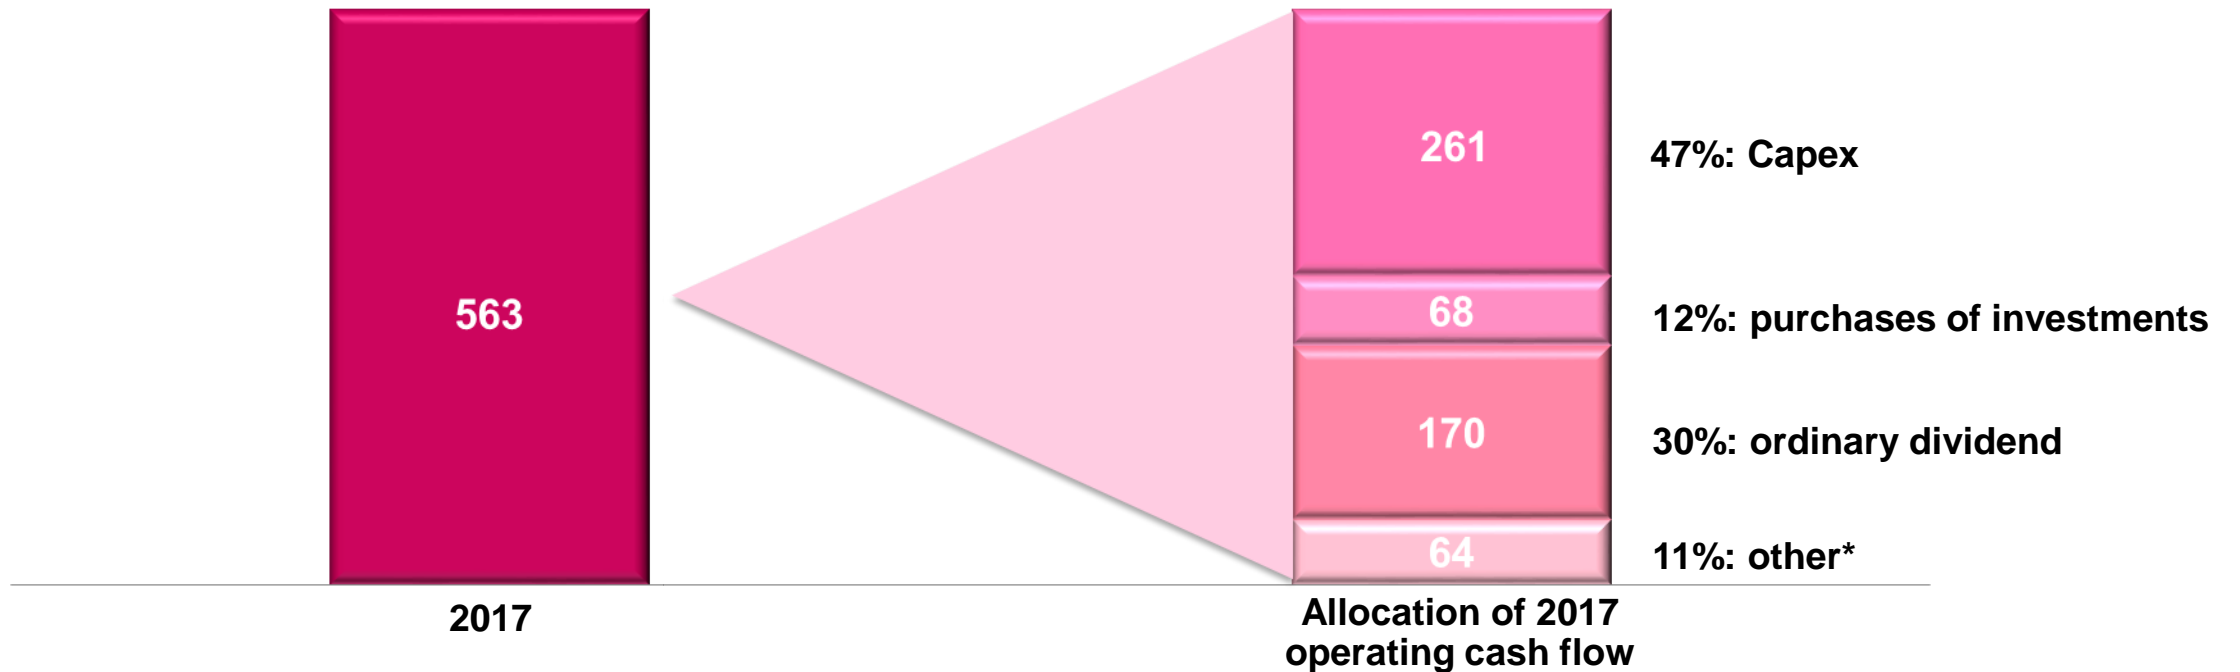 563
2017
261
47%: Capex
68
12%: purchases of investments
170
30%: ordinary dividend
64
11%: other*
Allocation of 2017
operating cash flow